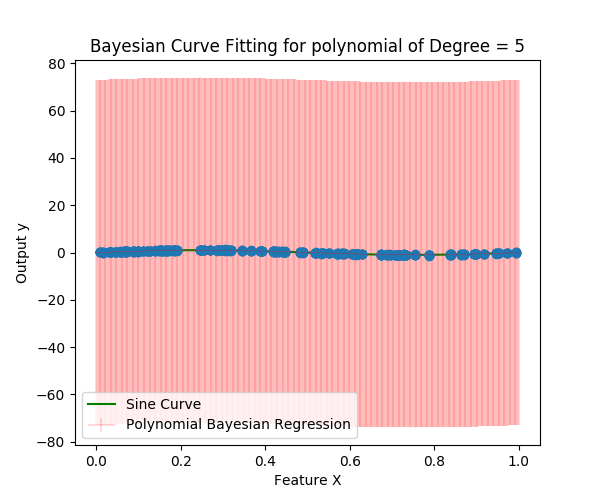 Bayesian Curve Fitting for polynomial of Degree = 5
80
60
40
20
0
−20
−40
−60
−80
Output y
Sine Curve
Polynomial Bayesian Regression
0.0 0.2 0.4 0.6 0.8 1.0
Feature X